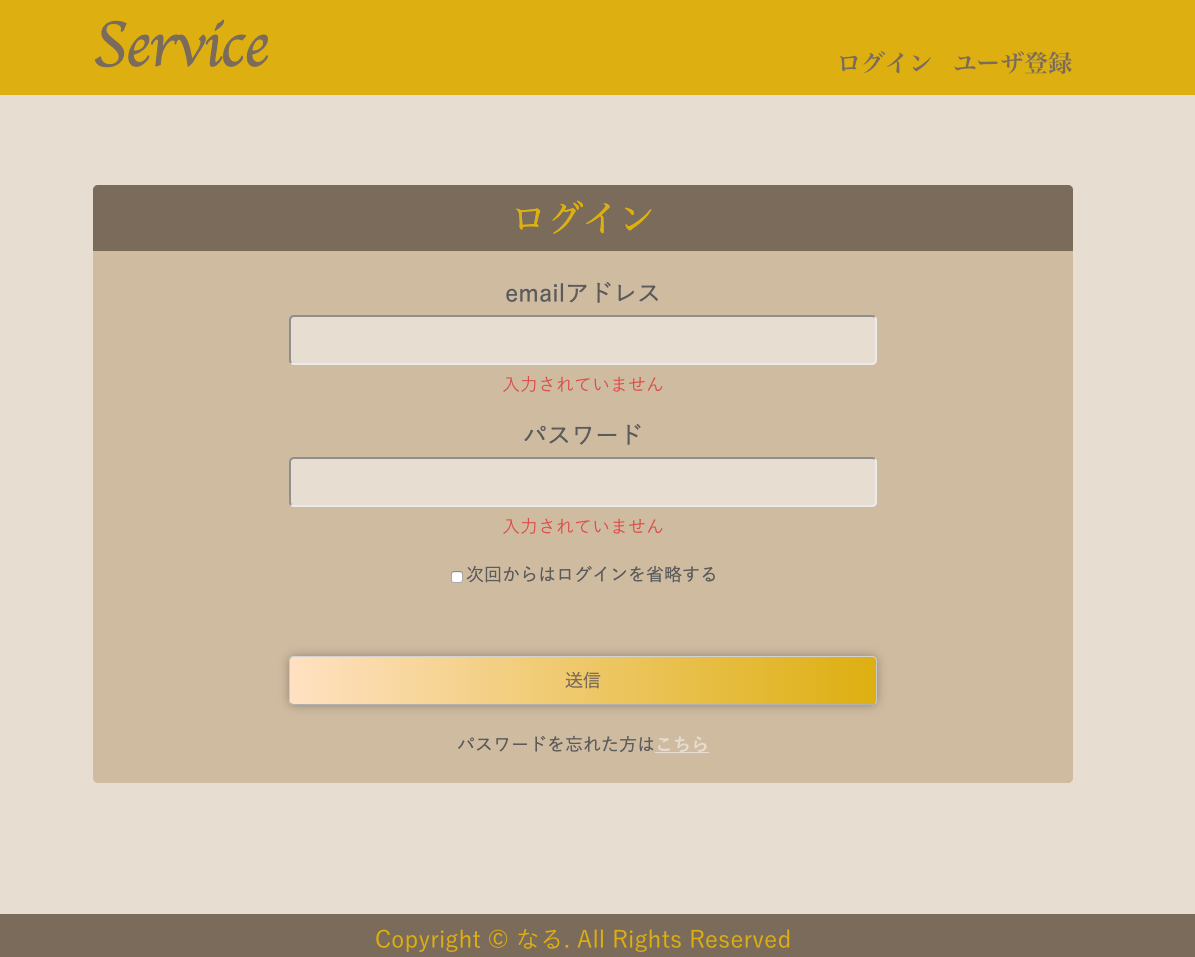 Service
ログイン ユーザ登録
ログイン
emailアドレス
入力されていません
パスワード
入力されていません
次回からはログインを省略する
送信
パスワードを忘れた方はこちら
Copyright © なる. All Rights Reserved